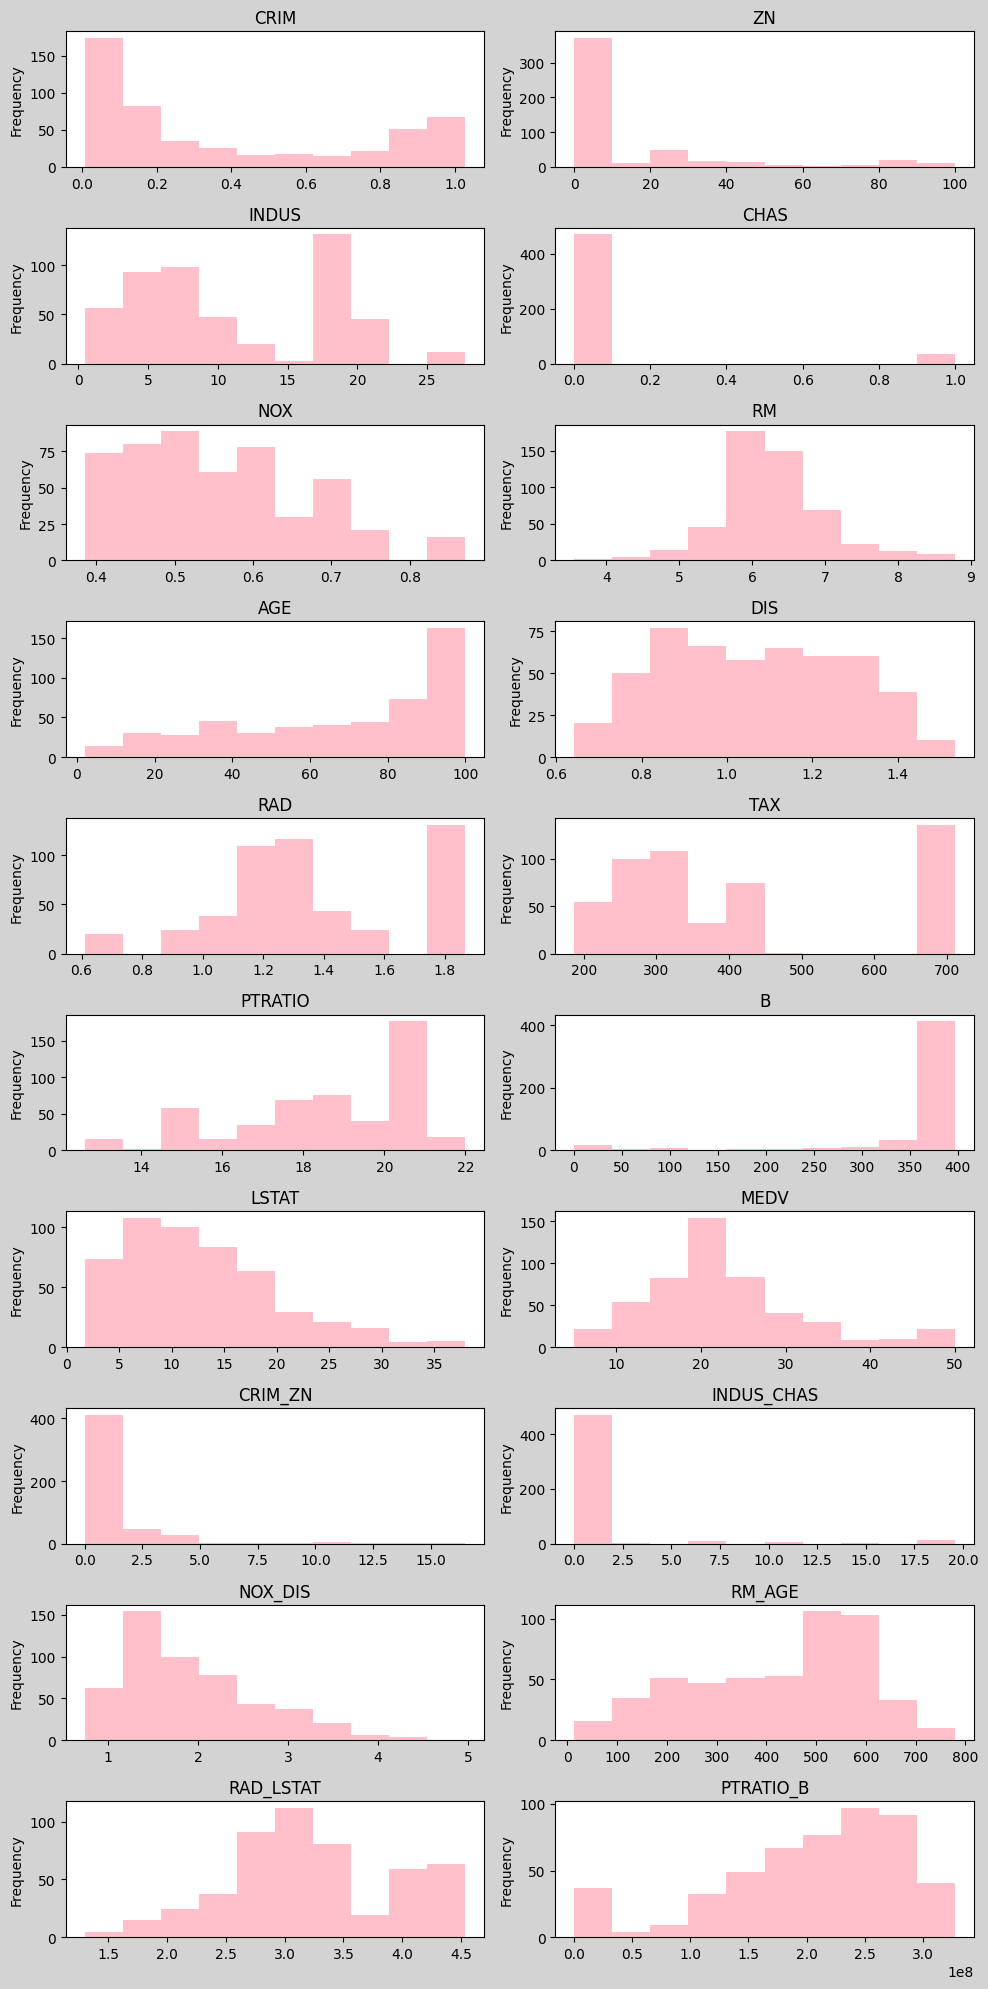 CRIM
Frequency
150
100
50
0
0.0 0.2 0.4 0.6 0.8 1.0
ZN
Frequency
300
200
100
0
0 20 40 60 80 100
INDUS
Frequency
100
50
0
0 5 10 15 20 25
CHAS
Frequency
400
200
0
0.0 0.2 0.4 0.6 0.8 1.0
NOX
Frequency
75
50
25
0
0.4 0.5 0.6 0.7 0.8
RM
Frequency
150
100
50
0
4 5 6 7 8 9
AGE
Frequency
150
100
50
0
0 20 40 60 80 100
DIS
Frequency
75
50
25
0
0.6 0.8 1.0 1.2 1.4
RAD
Frequency
100
50
0
0.6 0.8 1.0 1.2 1.4 1.6 1.8
TAX
Frequency
100
50
0
200 300 400 500 600 700
PTRATIO
Frequency
150
100
50
0
14 16 18 20 22
B
Frequency
400
200
0
0 50 100 150 200 250 300 350 400
LSTAT
Frequency
100
50
0
0 5 10 15 20 25 30 35
MEDV
Frequency
150
100
50
0
10 20 30 40 50
CRIM_ZN
Frequency
400
200
0
0.0 2.5 5.0 7.5 10.0 12.5 15.0
INDUS_CHAS
Frequency
400
200
0
0.0 2.5 5.0 7.5 10.0 12.5 15.0 17.5 20.0
NOX_DIS
Frequency
150
100
50
0
1 2 3 4 5
RM_AGE
Frequency
100
50
0
0 100 200 300 400 500 600 700 800
RAD_LSTAT
Frequency
100
50
0
1.5 2.0 2.5 3.0 3.5 4.0 4.5
PTRATIO_B
Frequency
100
50
0
0.0 0.5 1.0 1.5 2.0 2.5 3.0
1e8